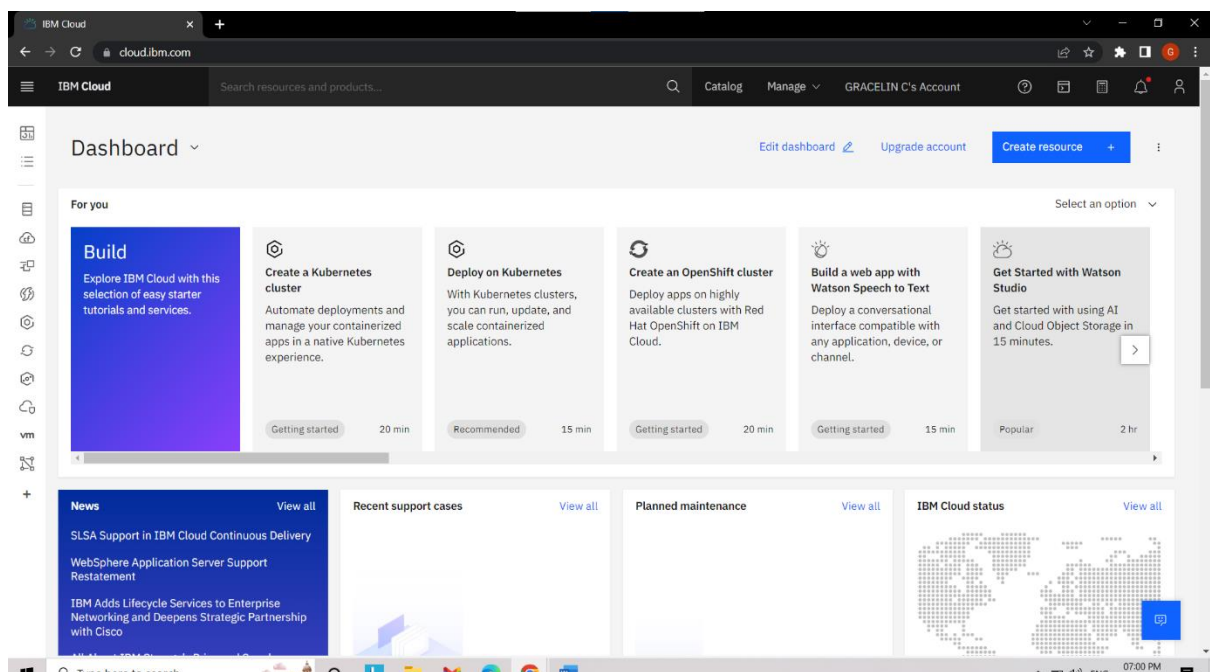 IBM Cloud
cloud.ibm.com
G
IBM Cloud
Search resources and products...
Catalog
Manage
GRACELIN C's Account
Dashboard
Edit dashboard
Upgrade account
Create resource +
For you
Select an option
Build
Explore IBM Cloud with this
selection of easy starter
tutorials and services.
Create a Kubernetes
cluster
Automate deployments and
manage your containerized
apps in a native Kubernetes
experience.
Getting started 20 min
Deploy on Kubernetes
With Kubernetes clusters,
you can run, update, and
scale containerized
applications.
Recommended 15 min
Create an OpenShift cluster
Deploy apps on highly
available clusters with Red
Hat OpenShift on IBM
Cloud.
Getting started 20 min
Build a web app with
Watson Speech to Text
Deploy a conversational
interface compatible with
any application, device, or
channel.
Getting started 15 min
Get Started with Watson
Studio
Get started with using AI
and Cloud Object Storage in
15 minutes.
Popular 2 hr
vm
News View all
SLSA Support in IBM Cloud Continuous Delivery
WebSphere Application Server Support
Restatement
IBM Adds Lifecycle Services to Enterprise
Networking and Deepens Strategic Partnership
with Cisco
Recent support cases View all
Planned maintenance View all
IBM Cloud status View all
Type here to search
07:00 PM